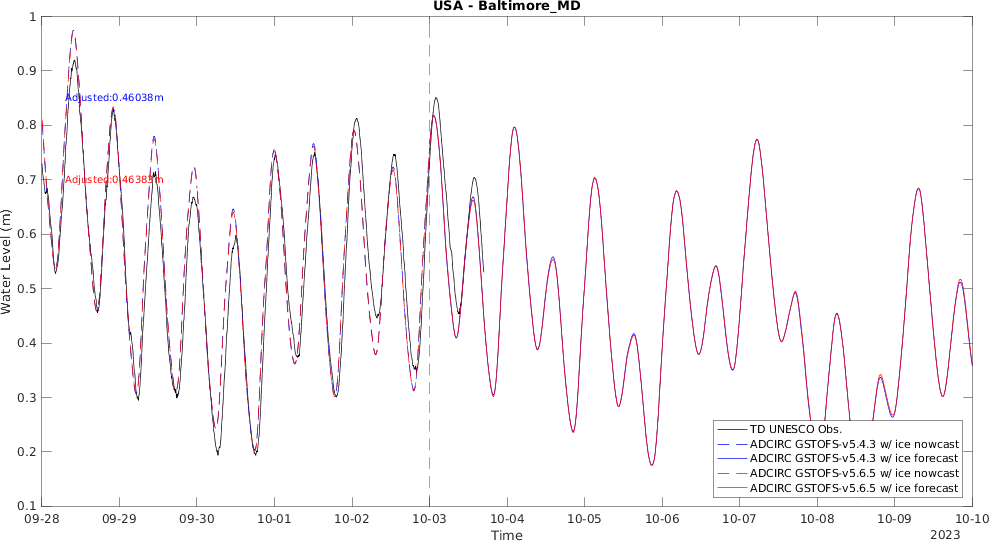 USA - Baltimore_MD
1
0.9
0.8
0.7
0.6
0.5
0.4
0.3
0.2
0.1
Water Level (m)
Adjusted:0.46038m
Adjusted:0.46383m
TD UNESCO Obs.
ADCIRC GSTOFS-v5.4.3 w/ ice nowcast
ADCIRC GSTOFS-v5.4.3 w/ ice forecast
ADCIRC GSTOFS-v5.6.5 w/ ice nowcast
ADCIRC GSTOFS-v5.6.5 w/ ice forecast
09-28 09-29 09-30 10-01 10-02 10-03 10-04 10-05 10-06 10-07 10-08 10-09 10-10
Time
2023